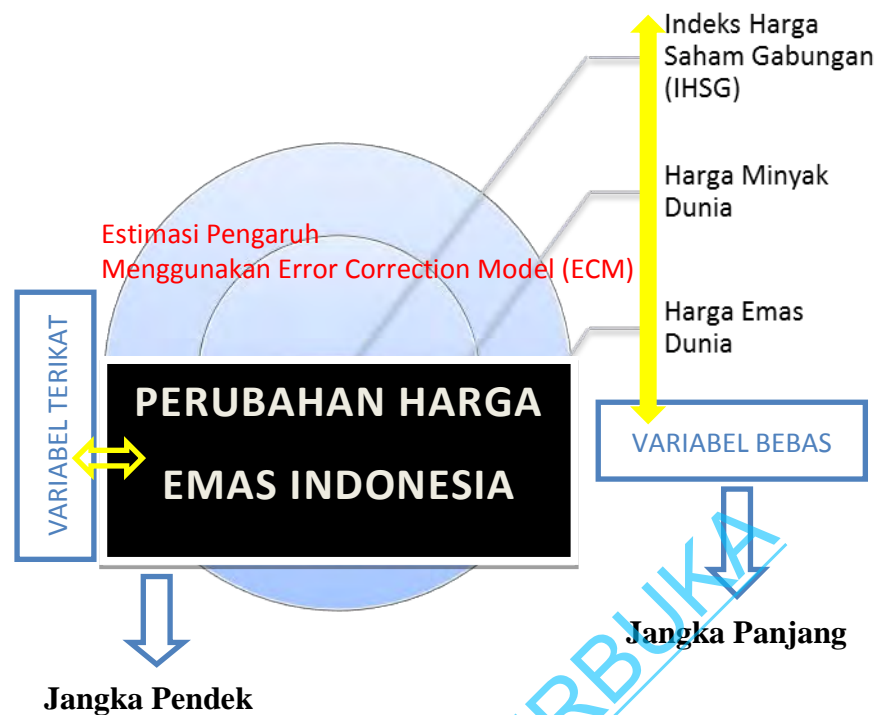 Indeks Harga
Saham Gabungan
(IHSG)
Harga Minyak
Dunia
Estimasi Pengaruh
Menggunakan Error Correction Model (ECM)
Harga Emas
Dunia
VARIABEL TERIKAT
PERUBAHAN HARGA
EMAS INDONESIA
VARIABEL BEBAS
Jangka Panjang
Jangka Pendek
RBUKA